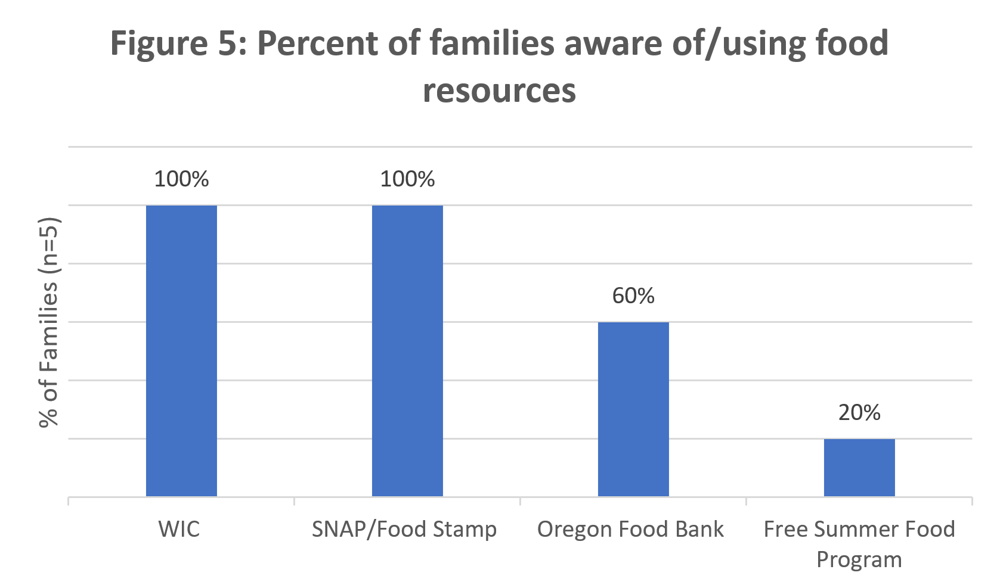 Figure 5: Percent of families aware of/using food
resources
% of Families (n=5)
100%
100%
60%
20%
WIC
SNAP/Food Stamp
Oregon Food Bank
Free Summer Food
Program